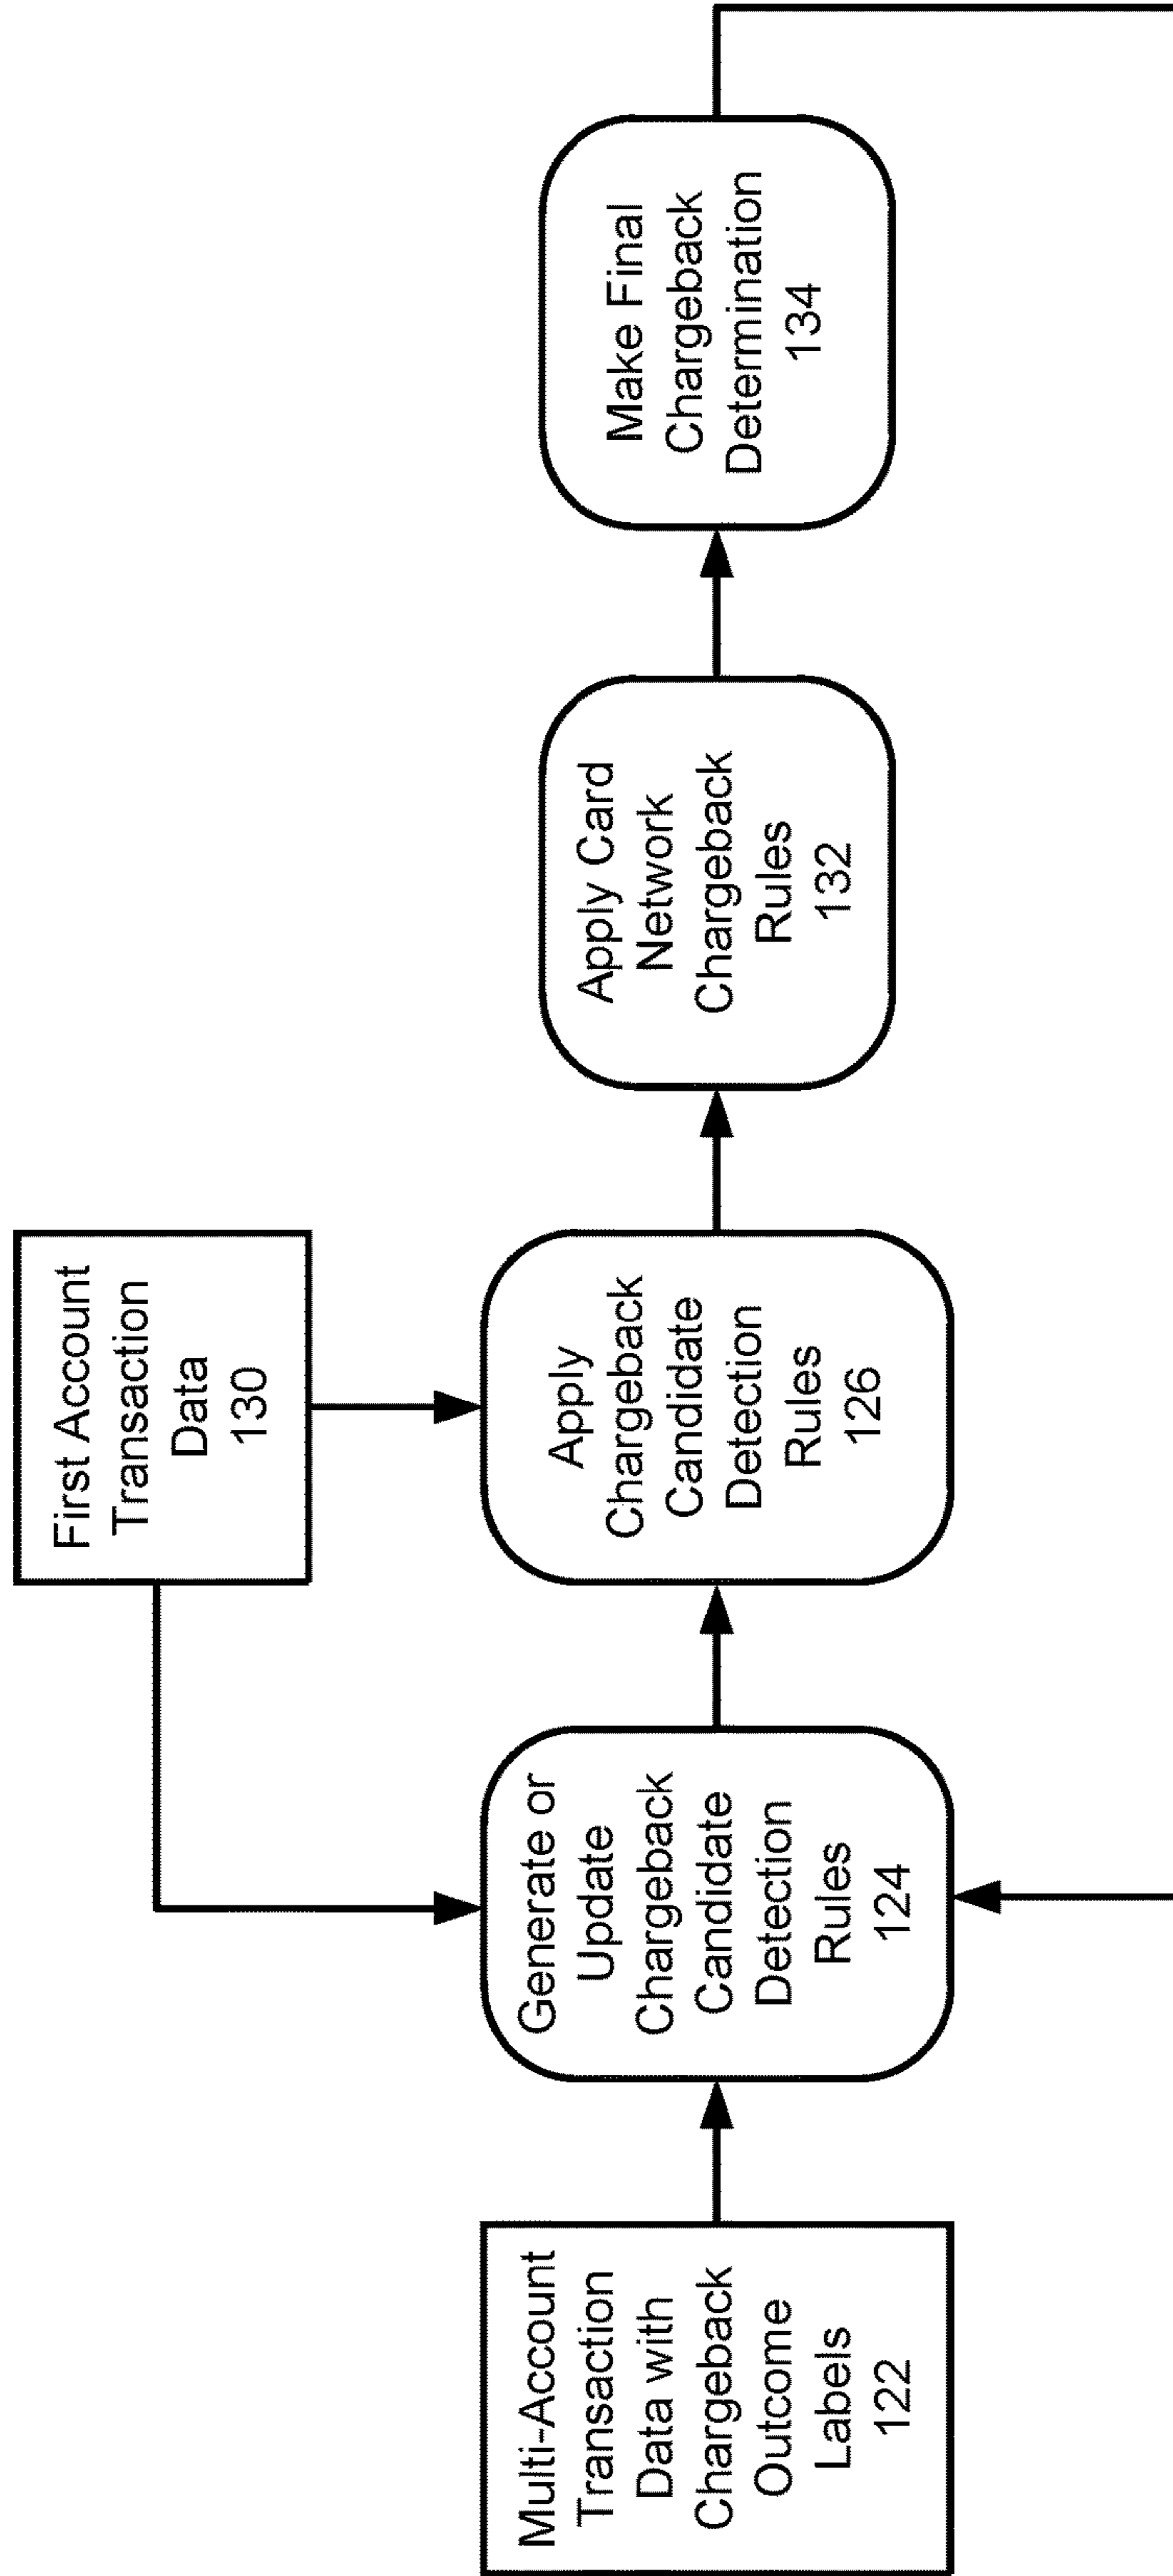 First Account
Transaction
Data
130
Multi-Account
Transaction
Data with
Chargeback
Outcome
Labels
122
Generate or
Update
Chargeback
Candidate
Detection
Rules
124
Apply
Chargeback
Candidate
Detection
Rules
126
Apply Card
Network
Chargeback
Rules
132
Make Final
Chargeback
Determination
134